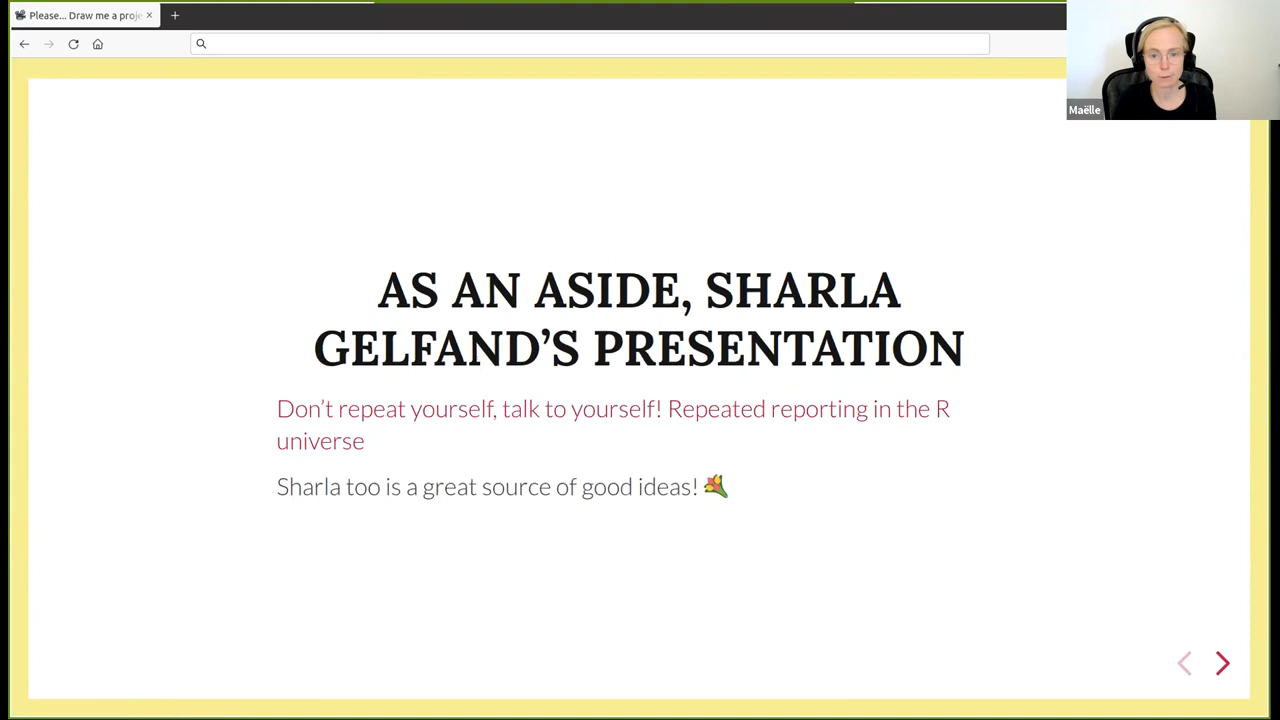 Please... Draw me a proje
Maëlle
AS AN ASIDE, SHARLA
GELFAND’S PRESENTATION
Don’t repeat yourself, talk to yourself! Repeated reporting in the R
universe
Sharla too is a great source of good ideas! 💐